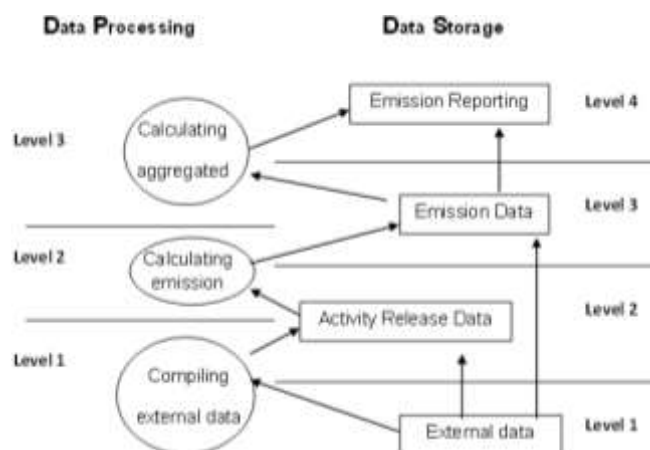 Data Processing
Data Storage
Emission Reporting
Level 4
Calculating
aggregated
Level 3
Emission Data
Level 3
Level 2
Calculating
emission
Activity Release Data
Level 2
Level 1
Compiling
external data
External data
Level 1